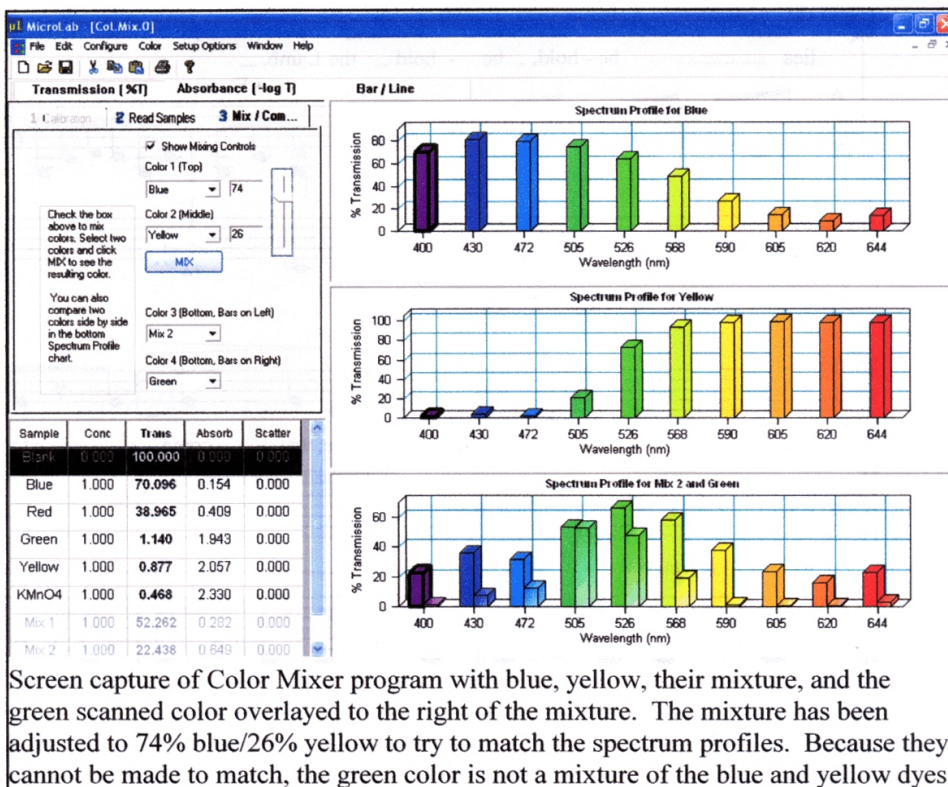 MicroLab - [Col.Mix.0]
File Edit Configure Color Setup Options Window Help
Transmission (%T) Absorbance (-log T) Bar / Line
1 Calibration 2 Read Samples 3 Mix / Com...
Show Mixing Controls
Color 1 (Top)
Blue 74
Check the box
above to mix
colors. Select two
colors and click
MIX to see the
resulting color.
You can also
compare two
colors side by side
in the bottom
Spectrum Profile
chart.
Color 2 (Middle)
Yellow 26
MIX
Color 3 (Bottom, Bars on Left)
Mix 2
Color 4 (Bottom, Bars on Right)
Green
Sample Conc Trans Absorb Scatter
Blank 0.000 100.000 0.000 0.000
Blue 1.000 70.096 0.154 0.000
Red 1.000 38.965 0.409 0.000
Green 1.000 1.140 1.943 0.000
Yellow 1.000 0.877 2.057 0.000
KMnO4 1.000 0.468 2.330 0.000
Mix 1 1.000 52.262 0.282 0.000
Mix 2 1.000 22.438 0.649 0.000
Spectrum Profile for Blue
% Transmission
80
60
40
20
0
400 430 472 505 526 568 590 605 620 644
Wavelength (nm)
Spectrum Profile for Yellow
% Transmission
100
80
60
40
20
0
400 430 472 505 526 568 590 605 620 644
Wavelength (nm)
Spectrum Profile for Mix 2 and Green
% Transmission
60
40
20
0
400 430 472 505 526 568 590 605 620 644
Wavelength (nm)
Screen capture of Color Mixer program with blue, yellow, their mixture, and the
green scanned color overlayed to the right of the mixture. The mixture has been
adjusted to 74% blue/26% yellow to try to match the spectrum profiles. Because they
cannot be made to match, the green color is not a mixture of the blue and yellow dyes